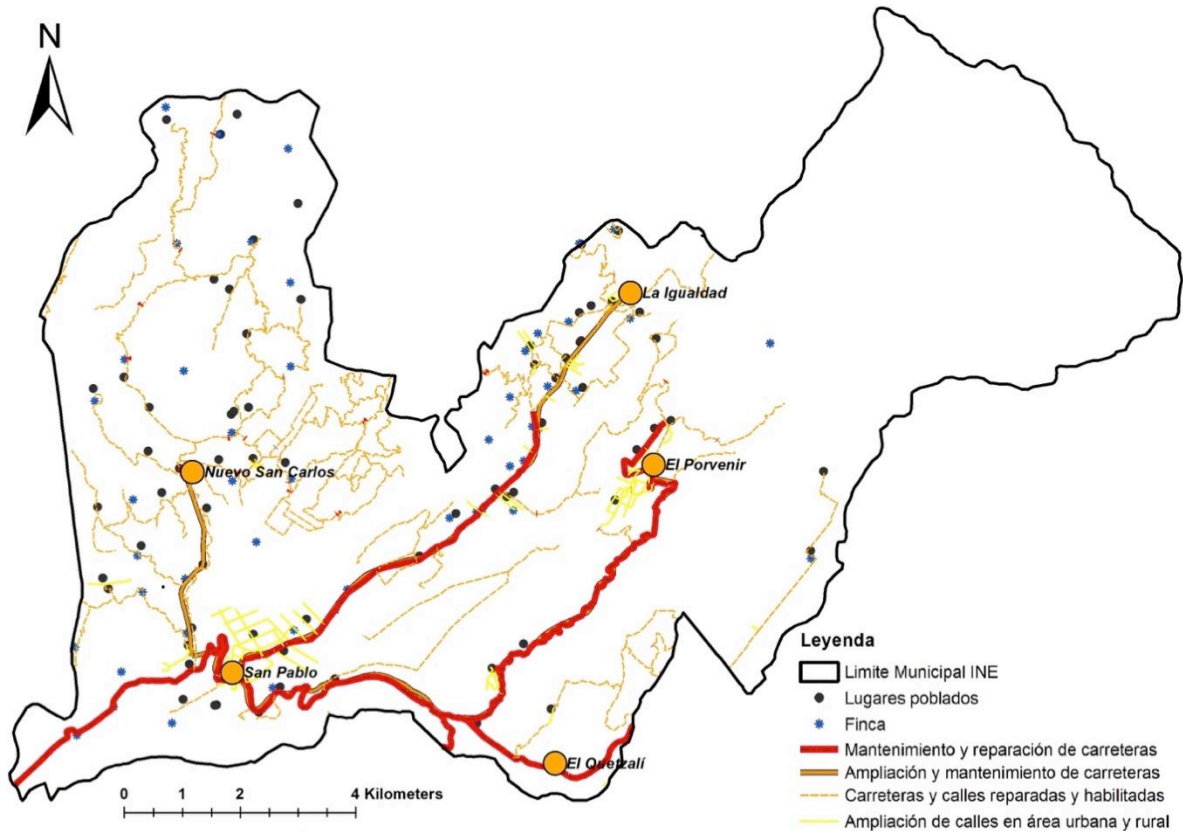 N
La Igualdad
El Porvenir
Nuevo San Carlos
San Pablo
El Quetzalí
0 1 2 4 Kilometers
Leyenda
Limite Municipal INE
Lugares poblados
Finca
Mantenimiento y reparación de carreteras
Ampliación y mantenimiento de carreteras
Carreteras y calles reparadas y habilitadas
Ampliación de calles en área urbana y rural